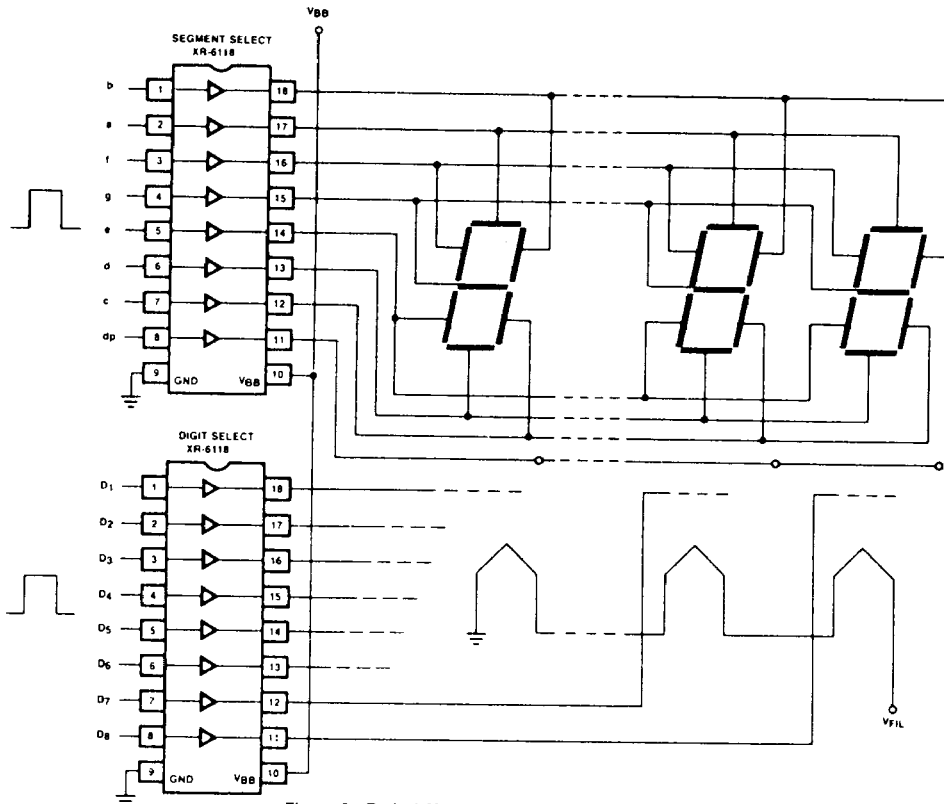 VBB
SEGMENT SELECT
XR-6118
b 1 18
a 2 17
f 3 16
g 4 15
e 5 14
d 6 13
c 7 12
dp 8 11
9 GND VBB 10
DIGIT SELECT
XR-6118
D1 1 18
D2 2 17
D3 3 16
D4 4 15
D5 5 14
D6 6 13
D7 7 12
D8 8 11
9 GND VBB 10
VFIL